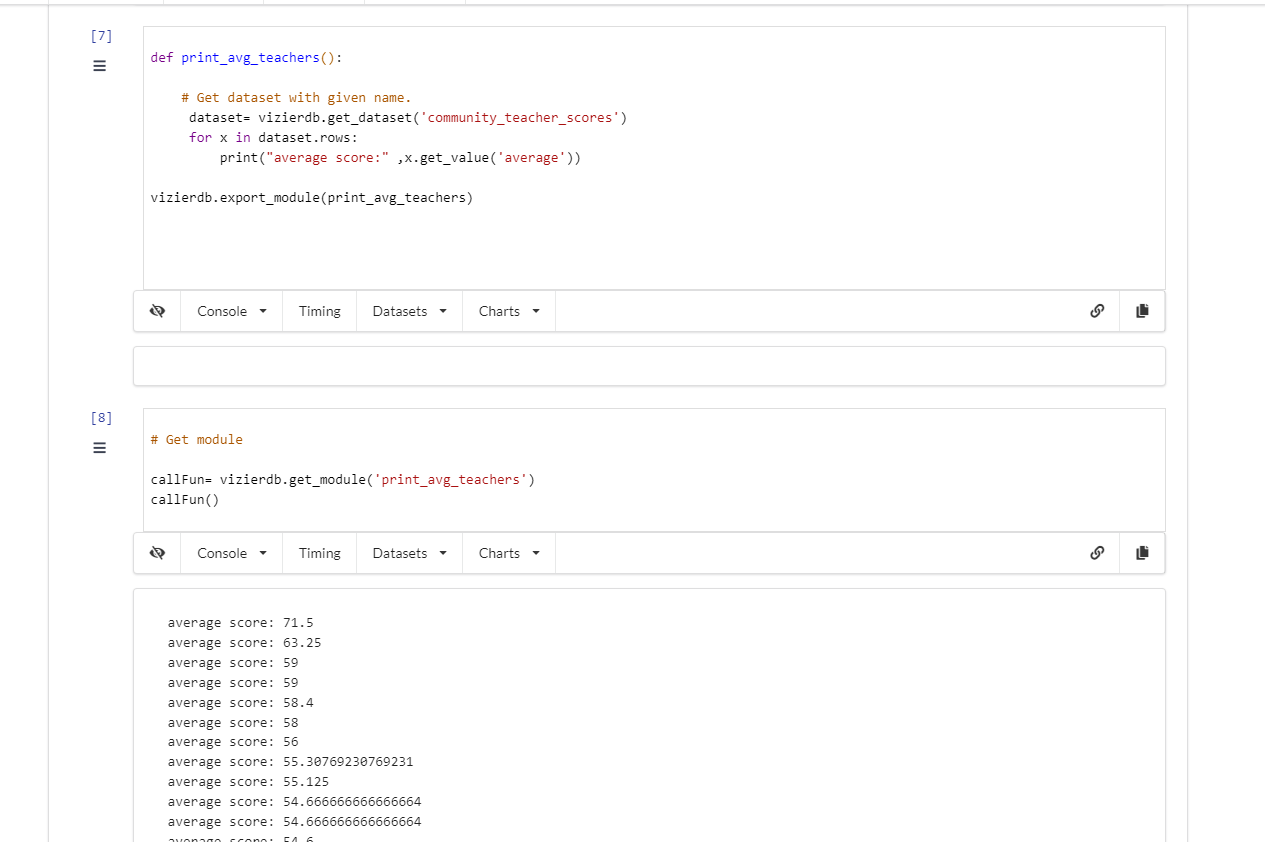 [7]
def print_avg_teachers():
# Get dataset with given name.
dataset= vizierdb.get_dataset('community_teacher_scores')
for x in dataset.rows:
print("average score:" ,x.get_value('average'))
vizierdb.export_module(print_avg_teachers)
Console Timing Datasets Charts
[8]
# Get module
callFun= vizierdb.get_module('print_avg_teachers')
callFun()
Console Timing Datasets Charts
average score: 71.5
average score: 63.25
average score: 59
average score: 59
average score: 58.4
average score: 58
average score: 56
average score: 55.30769230769231
average score: 55.125
average score: 54.666666666666664
average score: 54.666666666666664
average score: 54.6